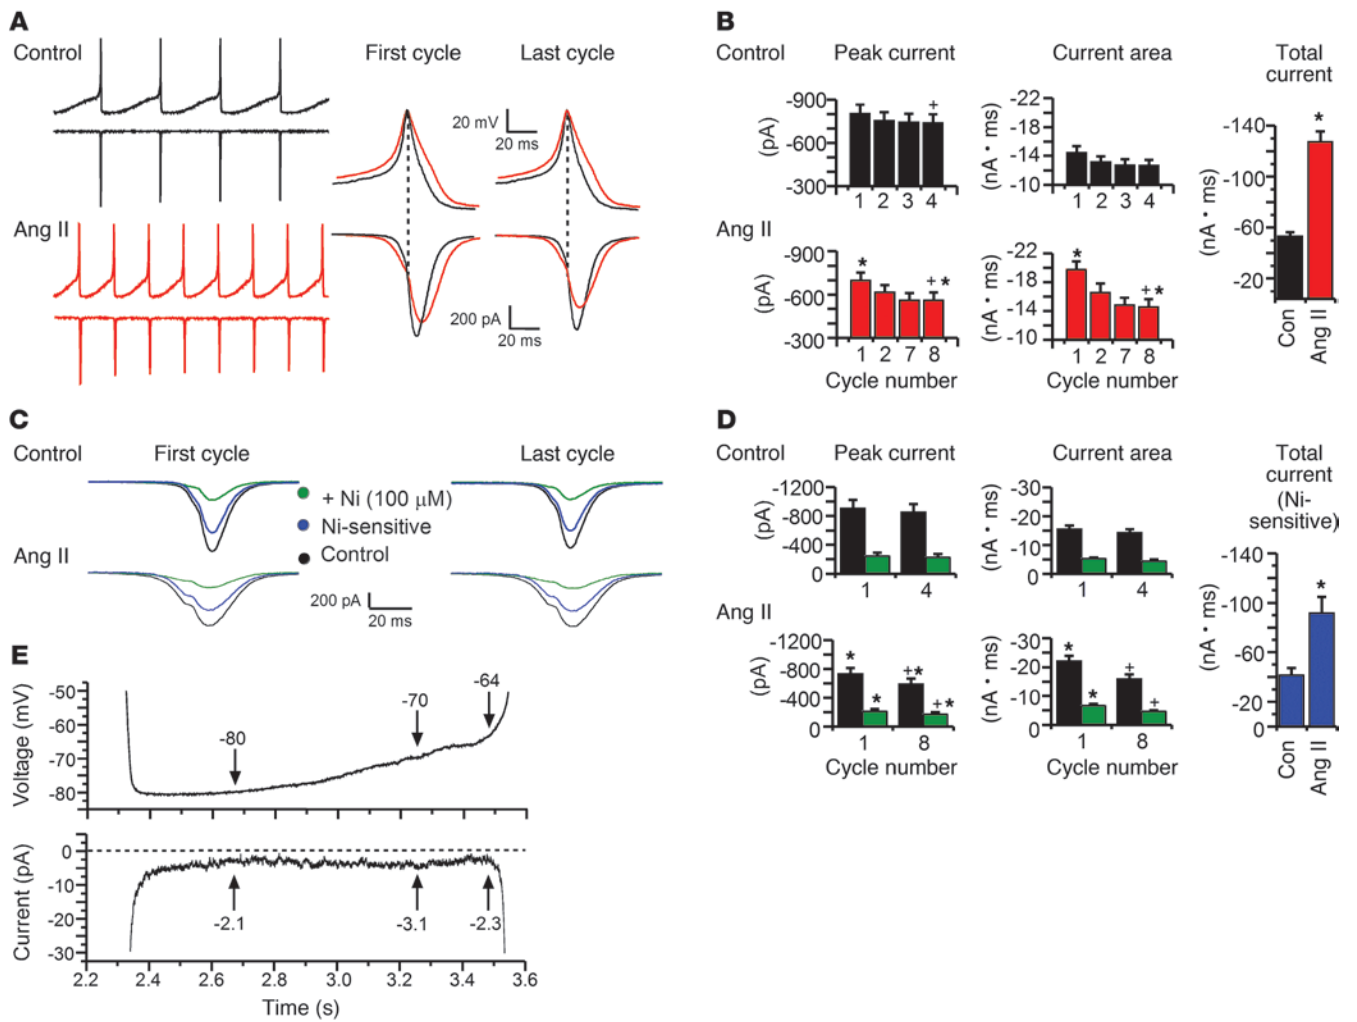 A
Control
First cycle
Last cycle
20 mV
20 ms
Ang II
200 pA
20 ms
B
Control
Peak current
Current area
Total
current
-900
-600
-300
(pA)
1 2 3 4
-22
-18
-14
-10
(nA · ms)
1 2 3 4
-140
-100
-60
-20
(nA · ms)
*
Con
Ang II
Ang II
+
-900
-600
-300
(pA)
* + *
1 2 7 8
Cycle number
-22
-18
-14
-10
(nA · ms)
* + *
1 2 7 8
Cycle number
C
Control
First cycle
Last cycle
+ Ni (100 µM)
Ni-sensitive
Control
Ang II
200 pA
20 ms
D
Control
Peak current
Current area
Total
current
(Ni-
sensitive)
-1200
-800
-400
0
(pA)
1 4
-30
-20
-10
0
(nA · ms)
1 4
-140
-100
-60
-20
0
(nA · ms)
*
Con
Ang II
Ang II
-1200
-800
-400
0
(pA)
* * +* + *
1 8
Cycle number
-30
-20
-10
0
(nA · ms)
* * + +
1 8
Cycle number
E
-50
-60
-70
-80
Voltage (mV)
-80
-70
-64
0
-10
-20
-30
Current (pA)
-2.1
-3.1
-2.3
2.2 2.4 2.6 2.8 3.0 3.2 3.4 3.6
Time (s)